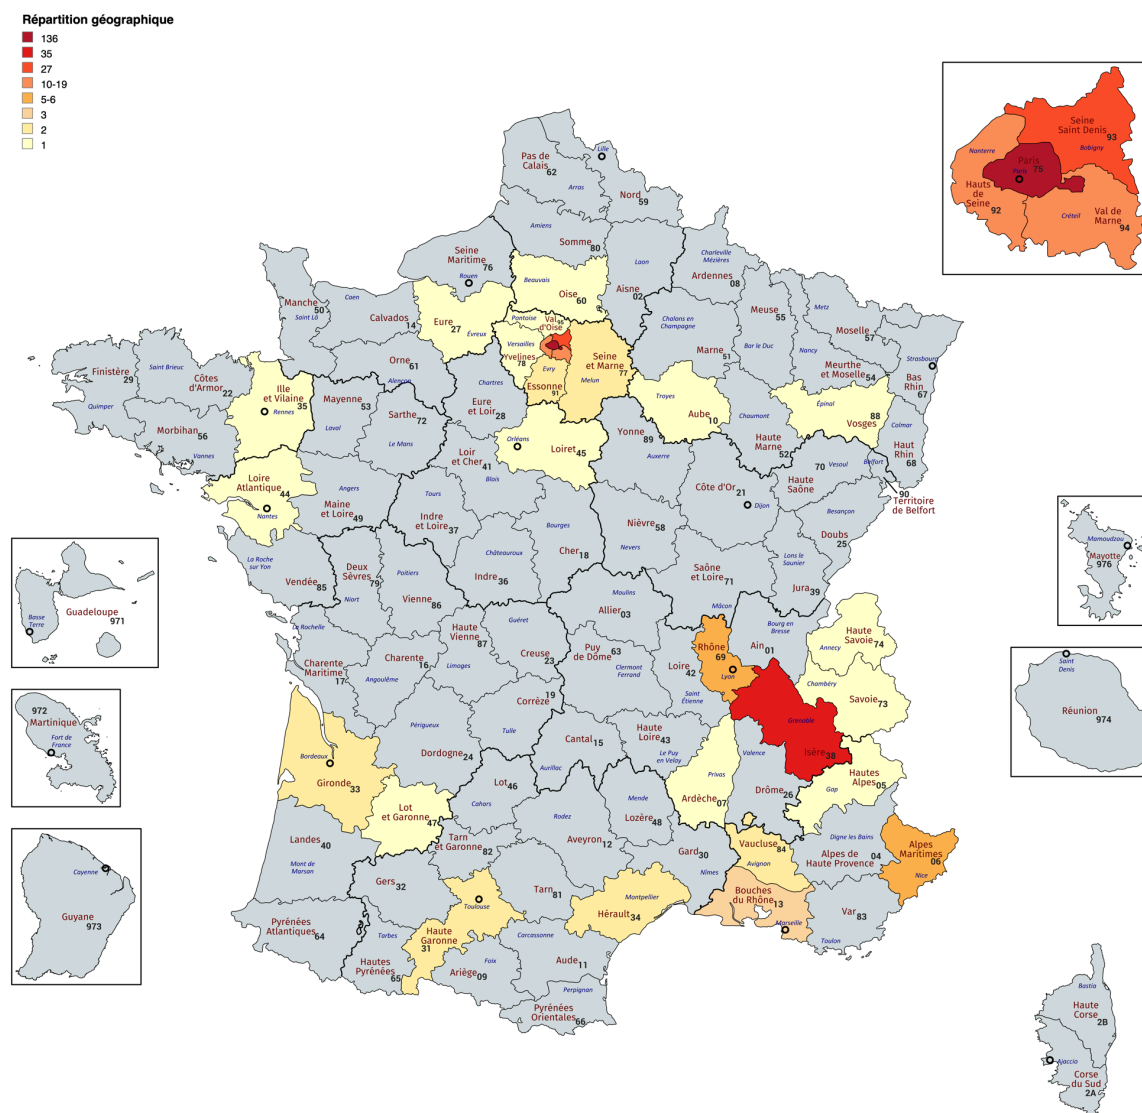 Répartition géographique
136
35
27
10-19
5-6
3
2
1
Seine
Saint Denis
93
Bobigny
Nanterre
Paris
75
Paris
Hauts
de
Seine
92
Créteil
Val de
Marne
94
Lille
Pas de
Calais
62
Arras
Nord
59
Amiens
Somme
80
Seine
Maritime
76
Rouen
Beauvais
Oise
60
Laon
Aisne
02
Charleville
Mézières
Ardennes
08
Manche
50
Saint Lô
Caen
Calvados
14
Eure
27
Évreux
Pontoise
Val
d'Oise
95
Versailles
Yvelines
78
Evry
Essonne
91
Seine
et Marne
77
Melun
Chalons en
Champagne
Marne
51
Meuse
55
Bar le Duc
Metz
Moselle
57
Nancy
Meurthe
et Moselle
54
Strasbourg
Bas
Rhin
67
Finistère
29
Quimper
Saint Brieuc
Côtes
d'Armor
22
Morbihan
56
Vannes
Ille
et Vilaine
35
Rennes
Orne
61
Alençon
Mayenne
53
Laval
Sarthe
72
Le Mans
Chartres
Eure
et Loir
28
Orléans
Loiret
45
Loir
et Cher
41
Blais
Yonne
89
Auxerre
Troyes
Aube
10
Chaumont
Haute
Marne
52
Épinal
88
Vosges
Colmar
Haut
Rhin
68
70
Vesoul
Haute
Saône
Belfort
90
Territoire
de Belfort
Loire
Atlantique
44
Nantes
Angers
Maine
et Loire
49
Tours
Indre
et Loire
37
Bourges
Cher
18
Nièvre
58
Nevers
Côte d'Or
21
Dijon
Besançon
Doubs
25
La Roche
sur Yon
Vendée
85
Deux
Sèvres
79
Niort
Poitiers
Vienne
86
Châteauroux
Indre
36
Saône
et Loire
71
Mâcon
Lons le
Saunier
Jura
39
Moulins
Allier
03
La Rochelle
Charente
Maritime
17
Charente
16
Angoulême
Haute
Vienne
87
Limoges
Guéret
Creuse
23
Puy
de Dôme
63
Clermont
Ferrand
Loire
42
Saint
Étienne
Rhône
69
Lyon
Bourg en
Bresse
Ain
01
Haute
Savoie
74
Annecy
Chambéry
Savoie
73
Grenoble
Isère
38
Périgueux
Dordogne
24
19
Corrèze
Tulle
Cantal
15
Aurillac
Haute
Loire
43
Le Puy
en Velay
Privas
Ardèche
07
Valence
Drôme
26
Hautes
Alpes
05
Gap
Bordeaux
Gironde
33
Lot
et Garonne
47
Lot
46
Cahors
Rodez
Aveyron
12
Mende
Lozère
48
Landes
40
Mont de
Marsan
Tarn
et Garonne
82
Gers
32
Toulouse
Haute
Garonne
31
Tarn
81
Montpellier
Hérault
34
Gard
30
Nîmes
Vaucluse
84
Avignon
Digne les Bains
Alpes de
Haute Provence
04
Alpes
Maritimes
06
Nice
Bouches
du Rhône
13
Marseille
Var
83
Toulon
Pyrénées
Atlantiques
64
Tarbes
Hautes
Pyrénées
65
Foix
Ariège
09
Carcassonne
Aude
11
Perpignan
Pyrénées
Orientales
66
Bastia
Haute
Corse
2B
Ajaccio
Corse
du Sud
2A
Basse
Terre
Guadeloupe
971
972
Martinique
Fort de
France
Cayenne
Guyane
973
Mamoudzou
Mayotte
976
Saint
Denis
Réunion
974